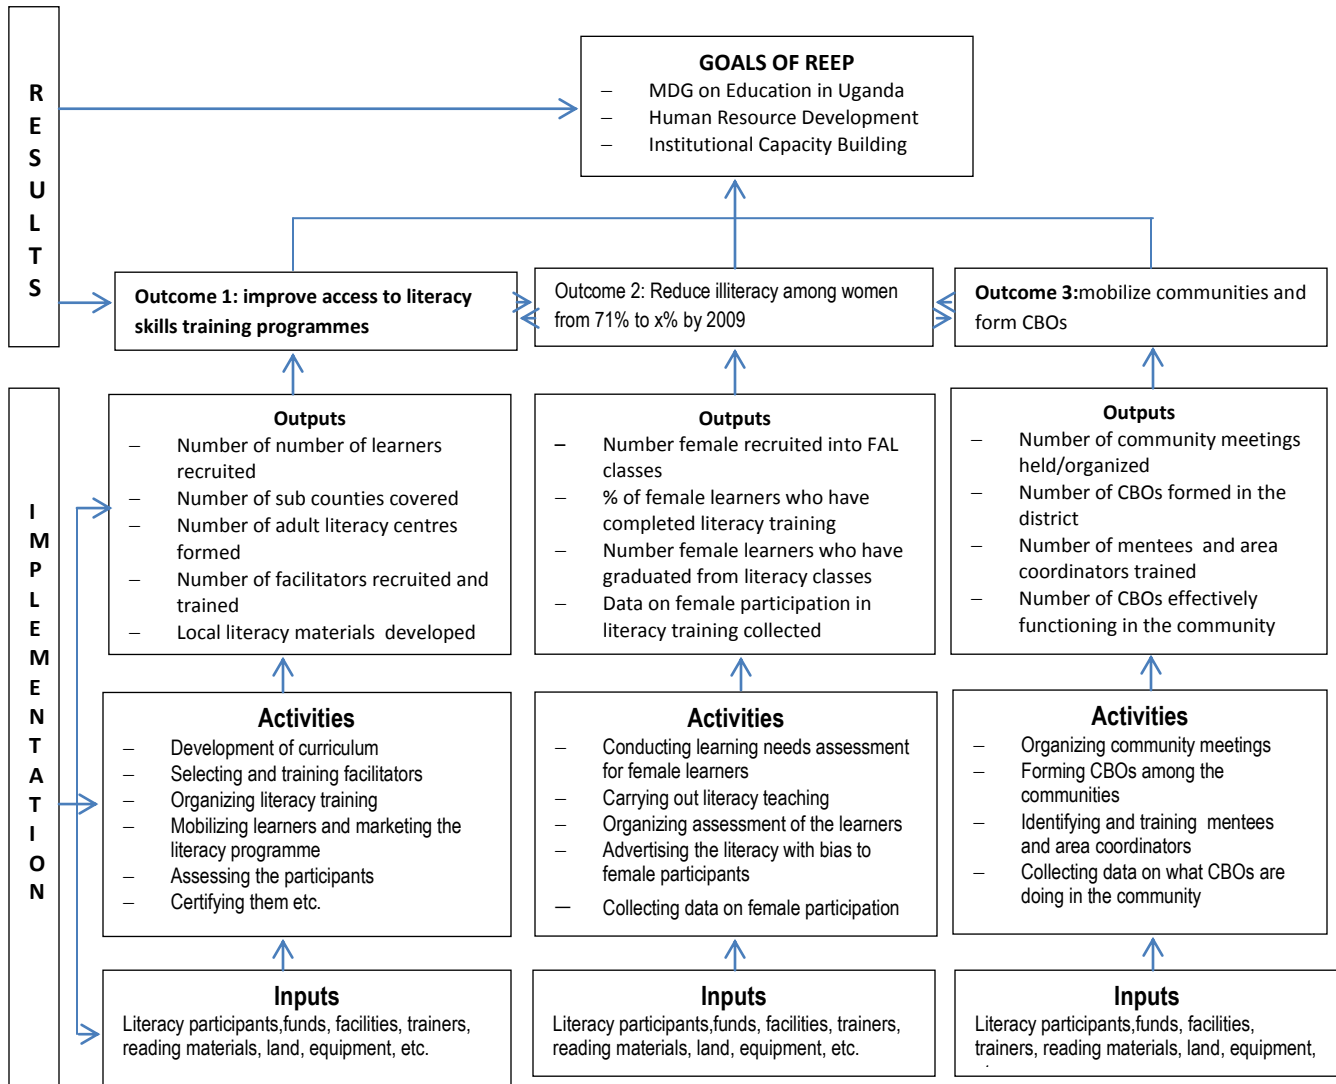 RESULTS
GOALS OF REEP
– MDG on Education in Uganda
– Human Resource Development
– Institutional Capacity Building
Outcome 1: improve access to literacy
skills training programmes
Outcome 2: Reduce illiteracy among women
from 71% to x% by 2009
Outcome 3:mobilize communities and
form CBOs
IMPLEMENTATION
Outputs
– Number of number of learners
recruited
– Number of sub counties covered
– Number of adult literacy centres
formed
– Number of facilitators recruited and
trained
– Local literacy materials developed
Outputs
– Number female recruited into FAL
classes
– % of female learners who have
completed literacy training
– Number female learners who have
graduated from literacy classes
– Data on female participation in
literacy training collected
Outputs
– Number of community meetings
held/organized
– Number of CBOs formed in the
district
– Number of mentees and area
coordinators trained
– Number of CBOs effectively
functioning in the community
Activities
– Development of curriculum
– Selecting and training facilitators
– Organizing literacy training
– Mobilizing learners and marketing the
literacy programme
– Assessing the participants
– Certifying them etc.
Activities
– Conducting learning needs assessment
for female learners
– Carrying out literacy teaching
– Organizing assessment of the learners
– Advertising the literacy with bias to
female participants
– Collecting data on female participation
Activities
– Organizing community meetings
– Forming CBOs among the
communities
– Identifying and training mentees
and area coordinators
– Collecting data on what CBOs are
doing in the community
Inputs
Literacy participants,funds, facilities, trainers,
reading materials, land, equipment, etc.
Inputs
Literacy participants,funds, facilities, trainers,
reading materials, land, equipment, etc.
Inputs
Literacy participants,funds, facilities,
trainers, reading materials, land, equipment,